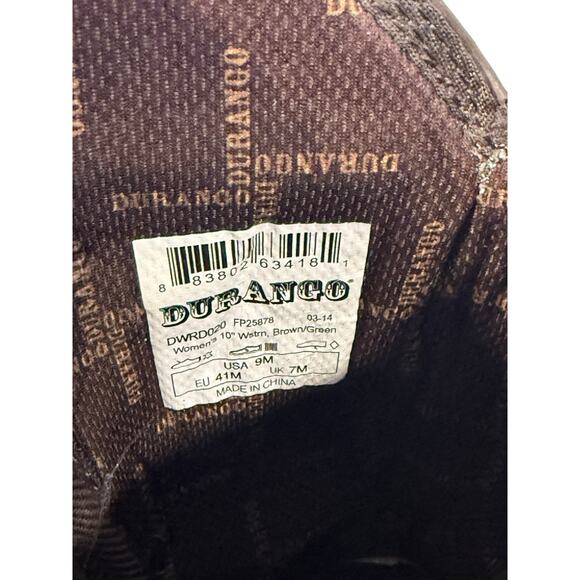 DURANGO
DURANGO
DURANGO
DURANGO
8 83802 63418 1
DURANGO
DWRD020 FP25878 03-14
Women's 10" Wstrn, Brown/Green
USA 9M
EU 41M UK 7M
MADE IN CHINA